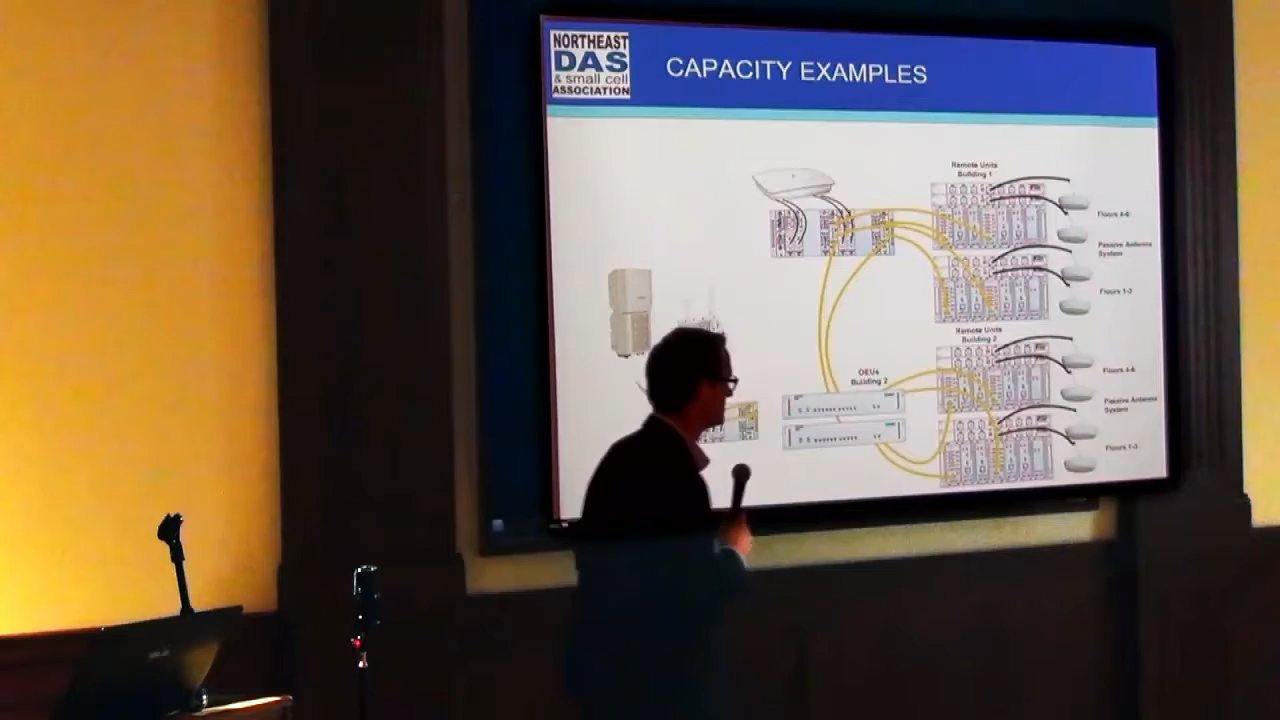 NORTHEAST
DAS
& small cell
ASSOCIATION
CAPACITY EXAMPLES
Remote Units
Building 1
Floors 4-6
Passive Antenna
System
Floors 1-3
Remote Units
Building 2
OEUs
Building 2
Floors 4-6
Passive Antenna
System
Floors 1-3